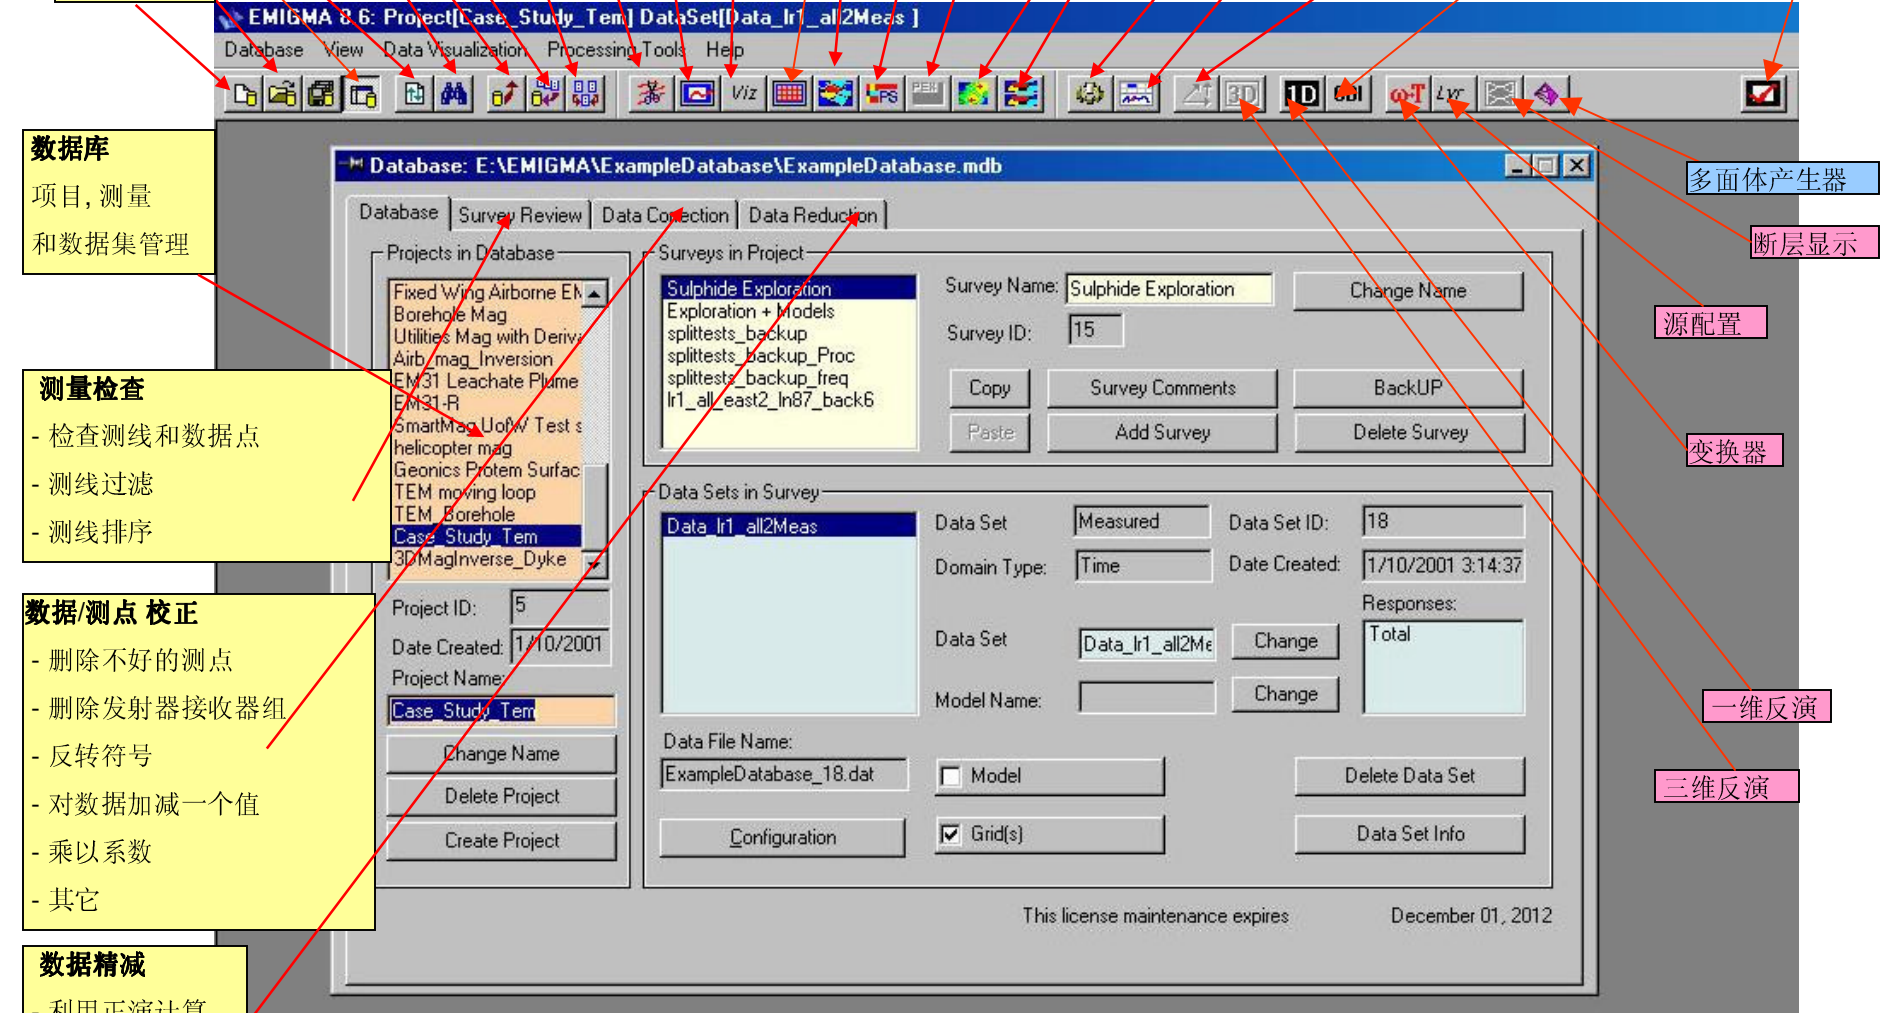 EMIGMA 8.6: Project[Case_Study_Tem] DataSet[Data_lr1_all2Meas ]
Database View Data Visualization Processing Tools Help
Viz
LPS
PEX
3D
1D
CDI
ω-T
Lyr
数据库
项目, 测量
和数据集管理
测量检查
- 检查测线和数据点
- 测线过滤
- 测线排序
数据/测点 校正
- 删除不好的测点
- 删除发射器接收器组
- 反转符号
- 对数据加减一个值
- 乘以系数
- 其它
数据精减
- 利用正演计算
Database: E:\EMIGMA\ExampleDatabase\ExampleDatabase.mdb
Database Survey Review Data Correction Data Reduction
Projects in Database
Fixed Wing Airborne EM
Borehole Mag
Utilities Mag with Deriva
Airb_mag_Inversion
EM31 Leachate Plume
EM31-R
SmartMag UofW Test s
helicopter mag
Geonics Protem Surfac
TEM moving loop
TEM_Borehole
Case_Study_Tem
3DMagInverse_Dyke
Project ID: 5
Date Created: 1/10/2001
Project Name:
Case_Study_Tem
Change Name
Delete Project
Create Project
Surveys in Project
Sulphide Exploration
Exploration + Models
splittests_backup
splittests_backup_Proc
splittests_backup_freq
lr1_all_east2_ln87_back6
Survey Name: Sulphide Exploration
Change Name
Survey ID: 15
Copy
Survey Comments
BackUP
Paste
Add Survey
Delete Survey
Data Sets in Survey
Data_lr1_all2Meas
Data Set Measured
Data Set ID: 18
Domain Type: Time
Date Created: 1/10/2001 3:14:37
Responses:
Total
Data Set Data_lr1_all2Me
Change
Model Name:
Change
Data File Name:
ExampleDatabase_18.dat
Model
Delete Data Set
Configuration
Grid(s)
Data Set Info
This license maintenance expires December 01, 2012
多面体产生器
断层显示
源配置
变换器
一维反演
三维反演